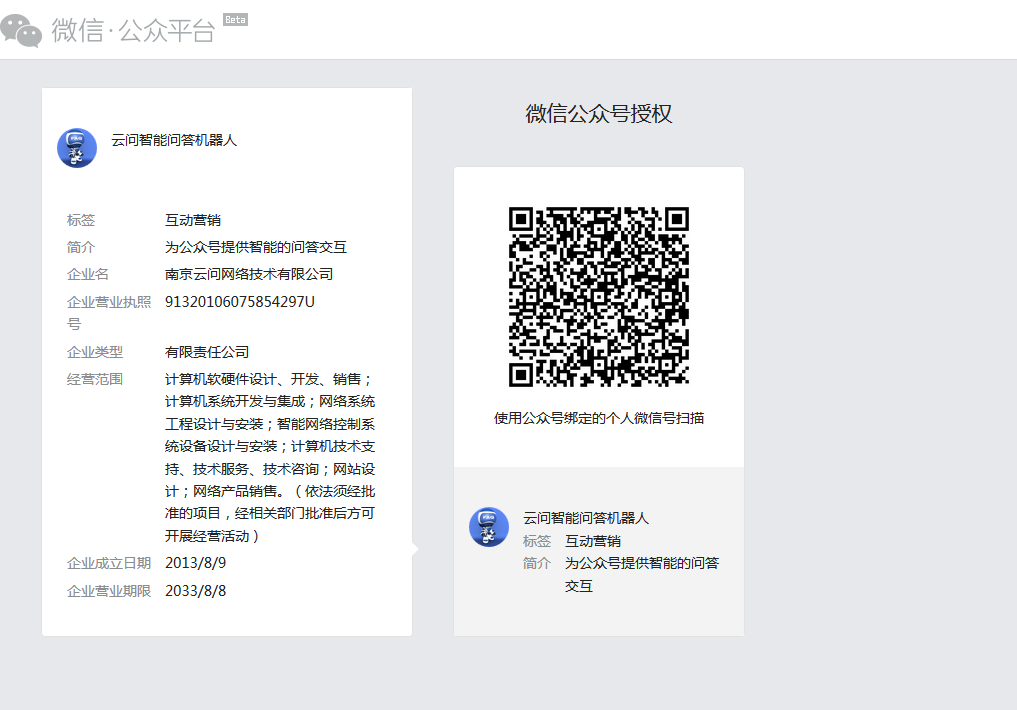 微信·公众平台 Beta
云问智能问答机器人
标签 互动营销
简介 为公众号提供智能的问答交互
企业名 南京云问网络技术有限公司
企业营业执照 91320106075854297U
号
企业类型 有限责任公司
经营范围 计算机软硬件设计、开发、销售；
计算机系统开发与集成；网络系统
工程设计与安装；智能网络控制系
统设备设计与安装；计算机技术支
持、技术服务、技术咨询；网站设
计；网络产品销售。（依法须经批
准的项目，经相关部门批准后方可
开展经营活动）
企业成立日期 2013/8/9
企业营业期限 2033/8/8
微信公众号授权
使用公众号绑定的个人微信号扫描
云问智能问答机器人
标签 互动营销
简介 为公众号提供智能的问答
交互